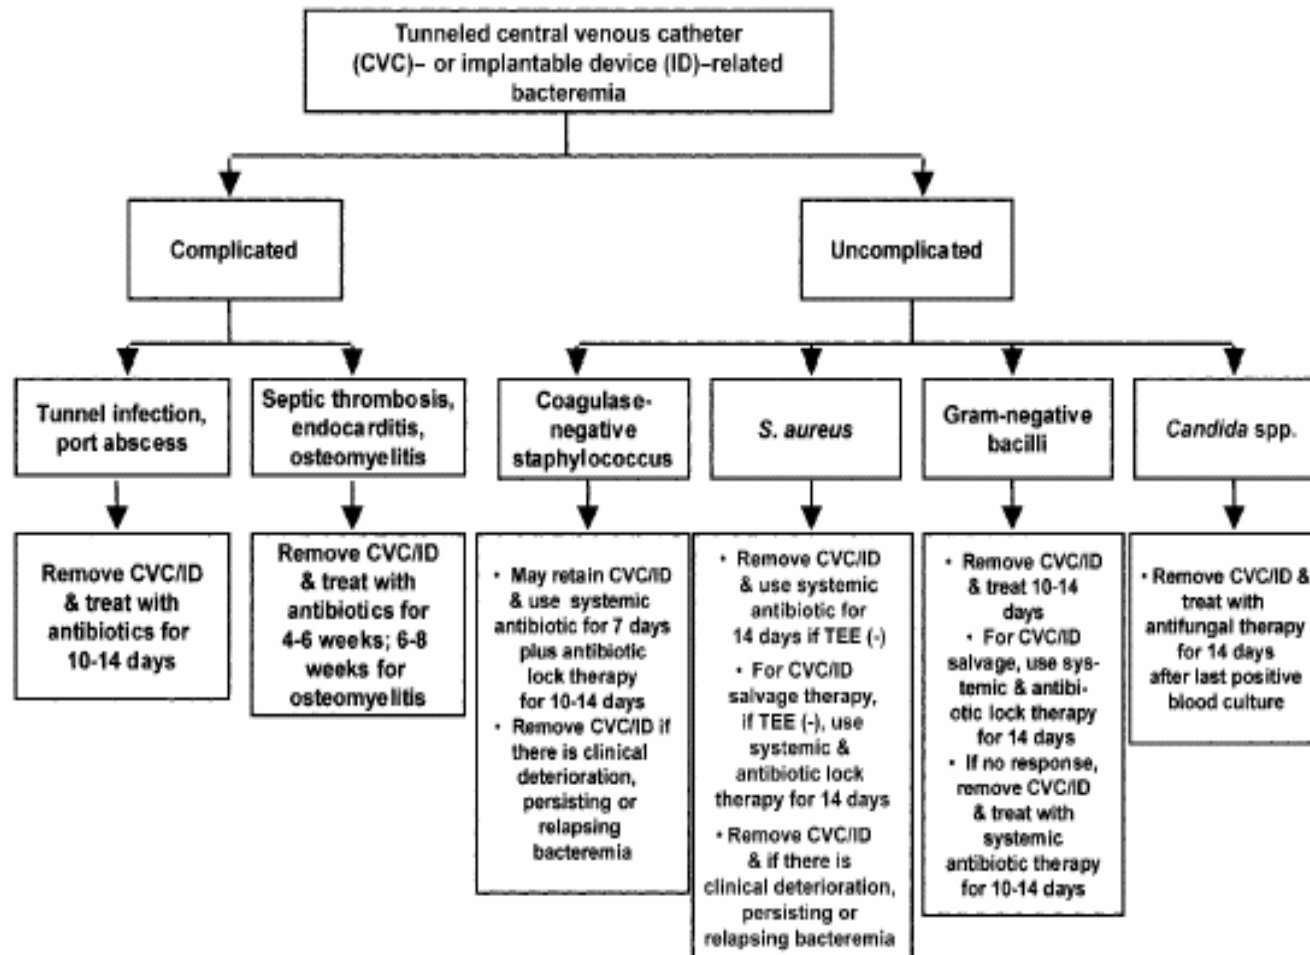 Tunneled central venous catheter
(CVC)– or implantable device (ID)–related
bacteremia
Complicated
Uncomplicated
Tunnel infection,
port abscess
Septic thrombosis,
endocarditis,
osteomyelitis
Coagulase-
negative
staphylococcus
S. aureus
Gram-negative
bacilli
Candida spp.
Remove CVC/ID
& treat with
antibiotics for
10-14 days
Remove CVC/ID
& treat with
antibiotics for
4-6 weeks; 6-8
weeks for
osteomyelitis
• May retain CVC/ID
& use systemic
antibiotic for 7 days
plus antibiotic
lock therapy
for 10-14 days
• Remove CVC/ID if
there is clinical
deterioration,
persisting or
relapsing
bacteremia
• Remove CVC/ID
& use systemic
antibiotic for
14 days if TEE (-)
• For CVC/ID
salvage therapy,
if TEE (-), use
systemic &
antibiotic lock
therapy for 14 days
• Remove CVC/ID
& if there is
clinical deterioration,
persisting or
relapsing bacteremia
• Remove CVC/ID
& treat 10-14
days
• For CVC/ID
salvage, use sys-
temic & antibi-
otic lock therapy
for 14 days
• If no response,
remove CVC/ID
& treat with
systemic
antibiotic therapy
for 10-14 days
• Remove CVC/ID &
treat with
antifungal therapy
for 14 days
after last positive
blood culture